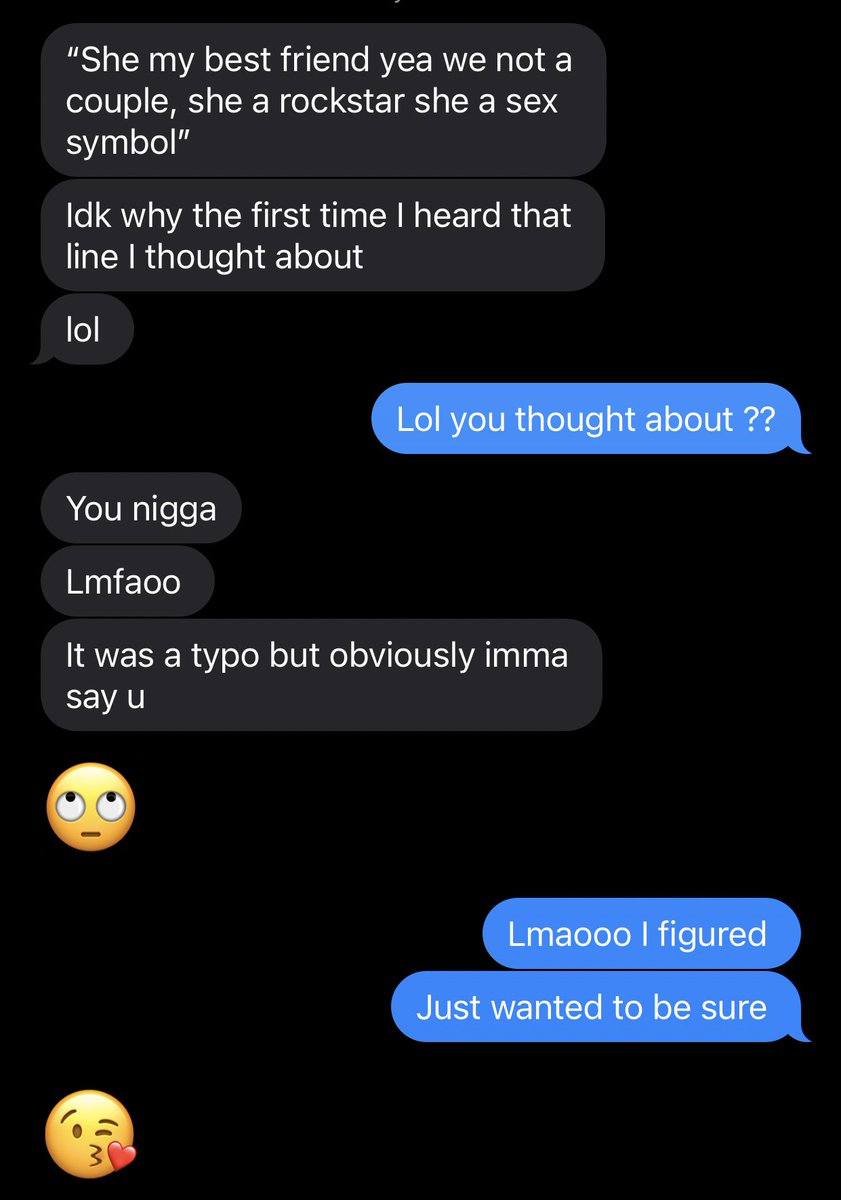 “She my best friend yea we not a
couple, she a rockstar she a sex
symbol”
Idk why the first time I heard that
line I thought about
lol
Lol you thought about ??
You nigga
Lmfaoo
It was a typo but obviously imma
say u
🙄
Lmaooo I figured
Just wanted to be sure
😘